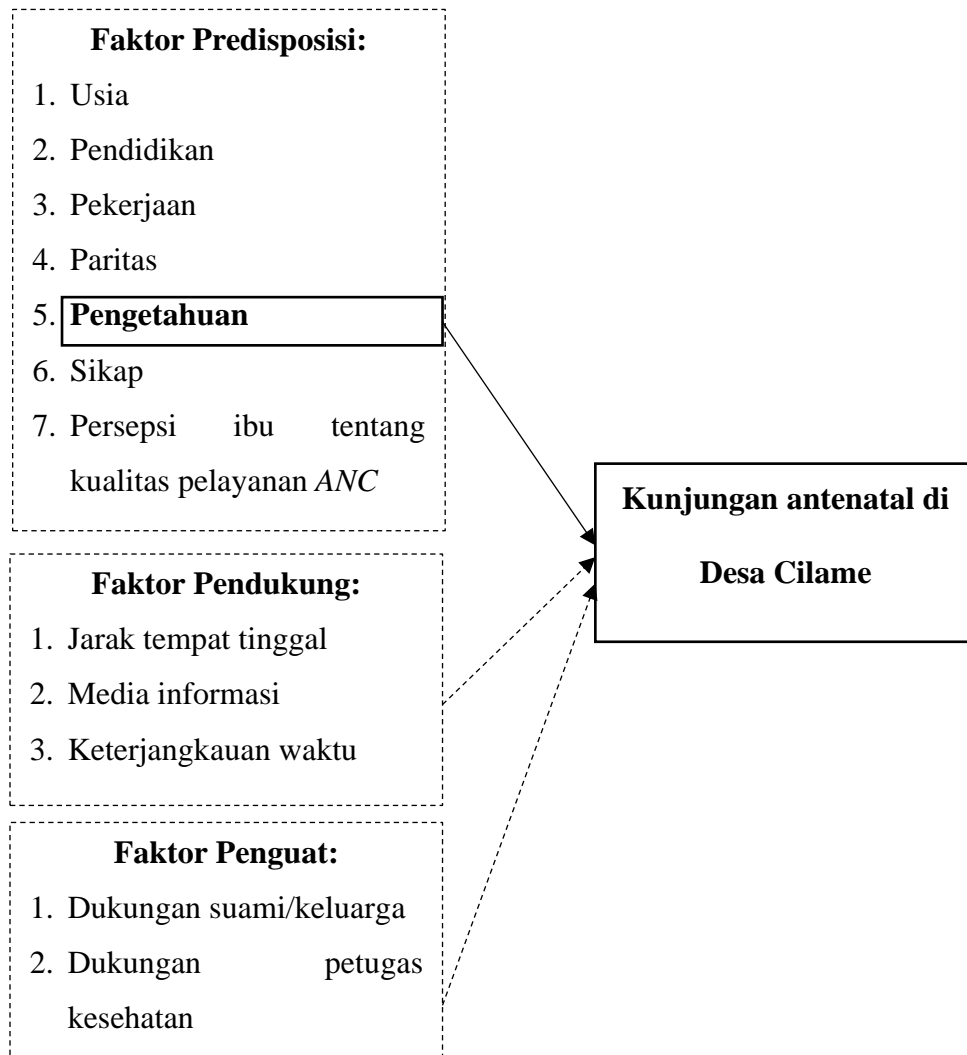 Faktor Predisposisi:
1. Usia
2. Pendidikan
3. Pekerjaan
4. Paritas
5. Pengetahuan
6. Sikap
7. Persepsi ibu tentang
kualitas pelayanan ANC
Faktor Pendukung:
1. Jarak tempat tinggal
2. Media informasi
3. Keterjangkauan waktu
Faktor Penguat:
1. Dukungan suami/keluarga
2. Dukungan petugas
kesehatan
Kunjungan antenatal di
Desa Cilame